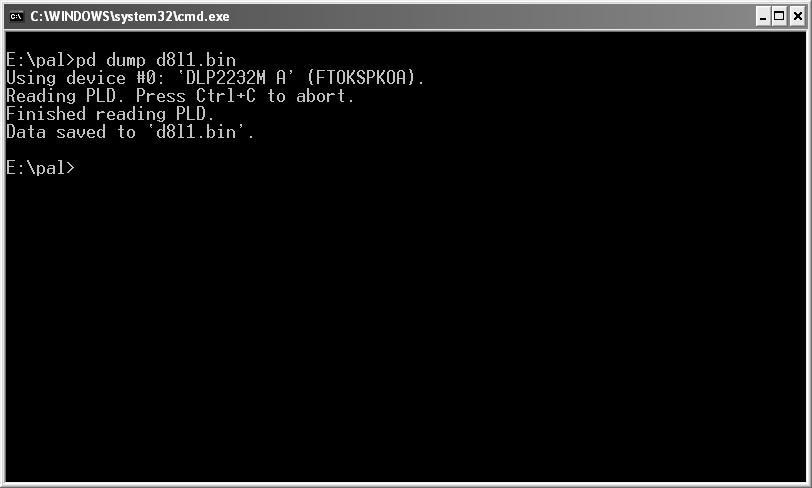 C:\WINDOWS\system32\cmd.exe
E:\pal>pd dump d8l1.bin
Using device #0: `DLP2232M A' (FTOKSPKOA).
Reading PLD. Press Ctrl+C to abort.
Finished reading PLD.
Data saved to `d8l1.bin'.
E:\pal>